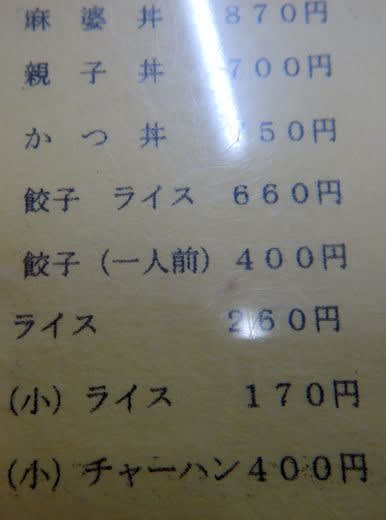 麻婆丼 870円
親子丼 700円
かつ丼 750円
餃子 ライス 660円
餃子(一人前) 400円
ライス 260円
(小)ライス 170円
(小)チャーハン400円